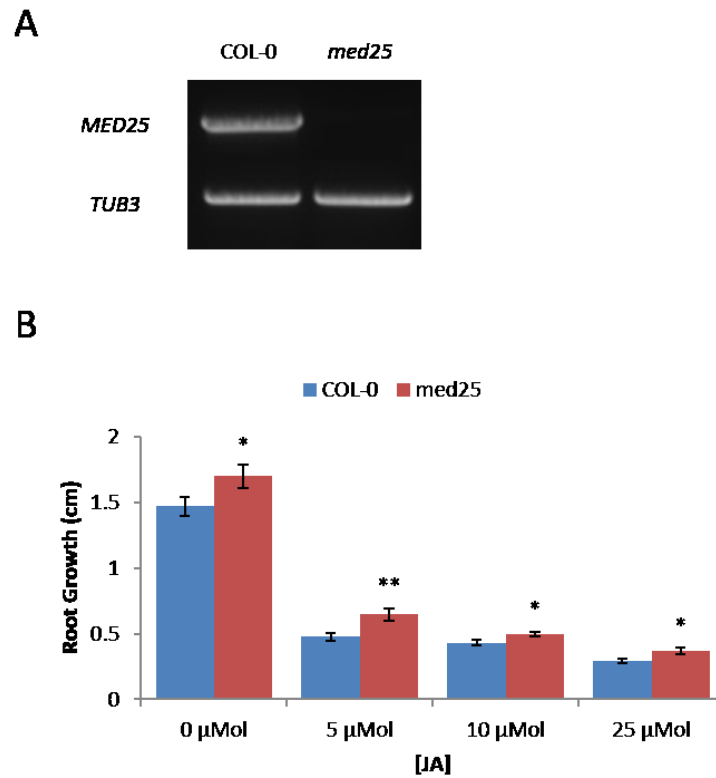 A
COL-0 med25
MED25
TUB3
B
COL-0 med25
Root Growth (cm)
2
*
1.5
1
**
0.5
*
*
0
0 µMol 5 µMol 10 µMol 25 µMol
[JA]